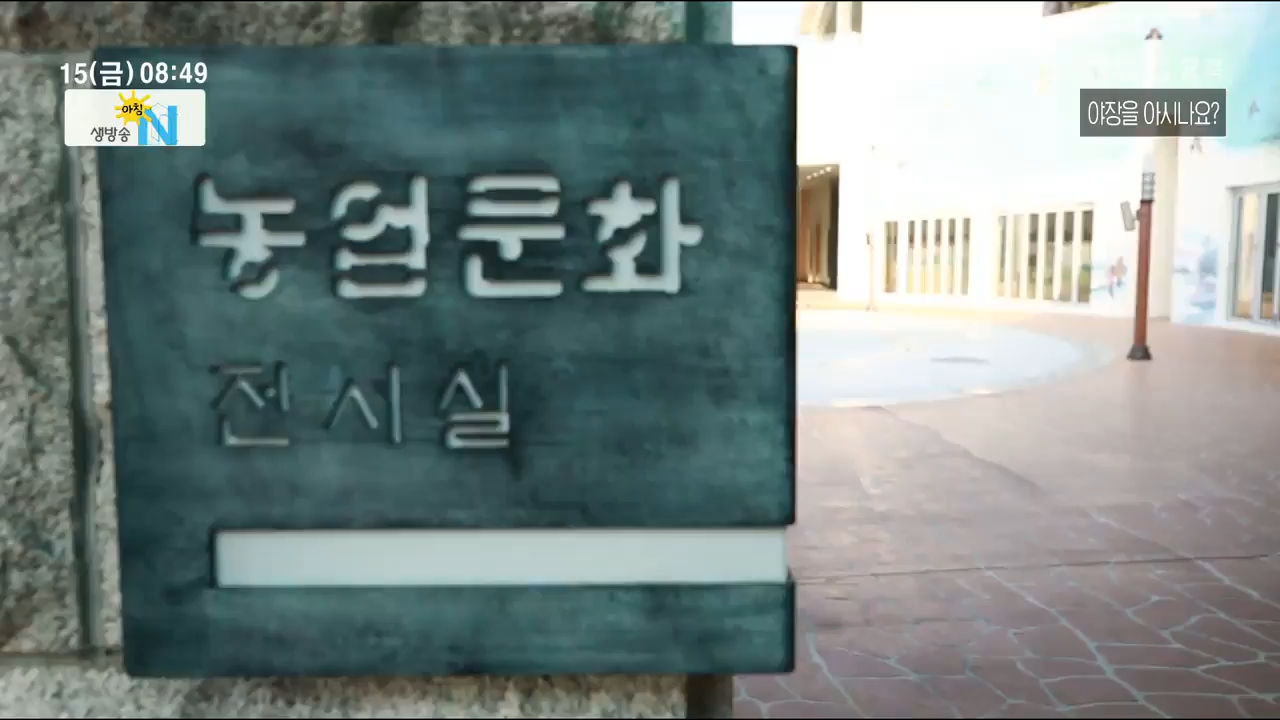 15(금) 08:49
아침
생방송 N
야장을 아시나요?
농업문화
전시실